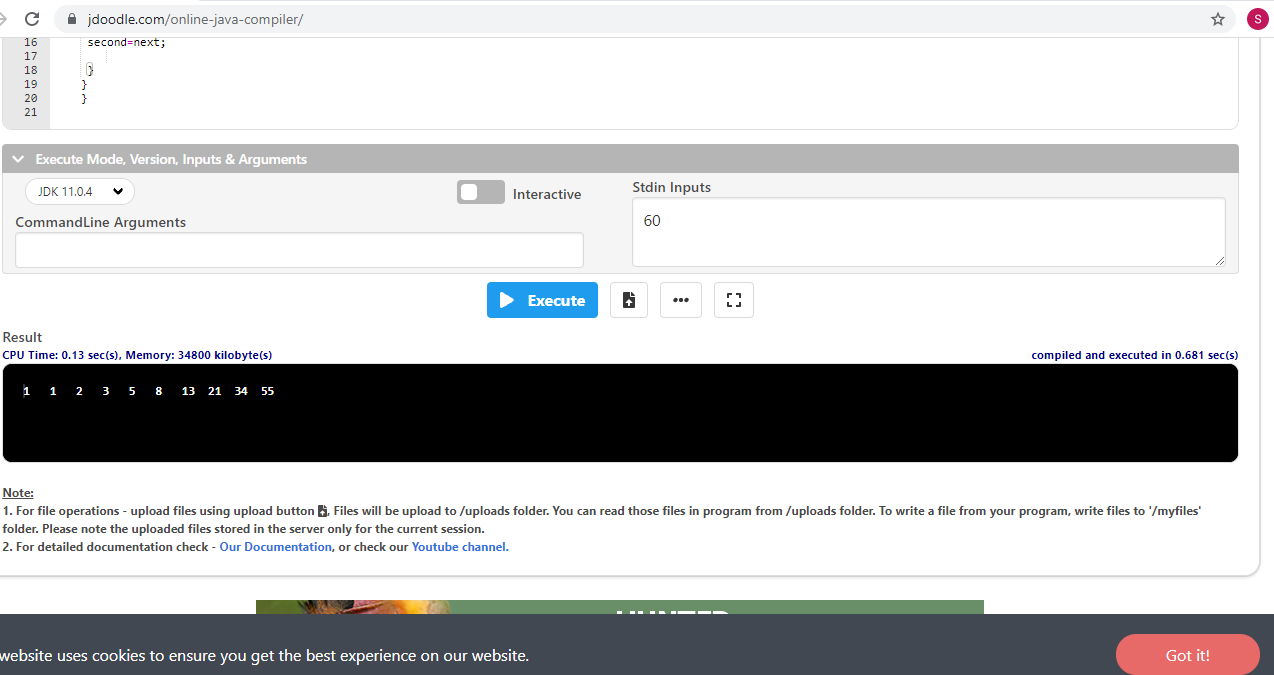 jdoodle.com/online-java-compiler/
S
16 second=next;
17
18 }
19 }
20 }
21
Execute Mode, Version, Inputs & Arguments
JDK 11.0.4
Interactive
Stdin Inputs
60
CommandLine Arguments
Execute
Result
CPU Time: 0.13 sec(s), Memory: 34800 kilobyte(s)
compiled and executed in 0.681 sec(s)
1 1 2 3 5 8 13 21 34 55
Note:
1. For file operations - upload files using upload button , Files will be upload to /uploads folder. You can read those files in program from /uploads folder. To write a file from your program, write files to '/myfiles'
folder. Please note the uploaded files stored in the server only for the current session.
2. For detailed documentation check - Our Documentation, or check our Youtube channel.
website uses cookies to ensure you get the best experience on our website.
Got it!